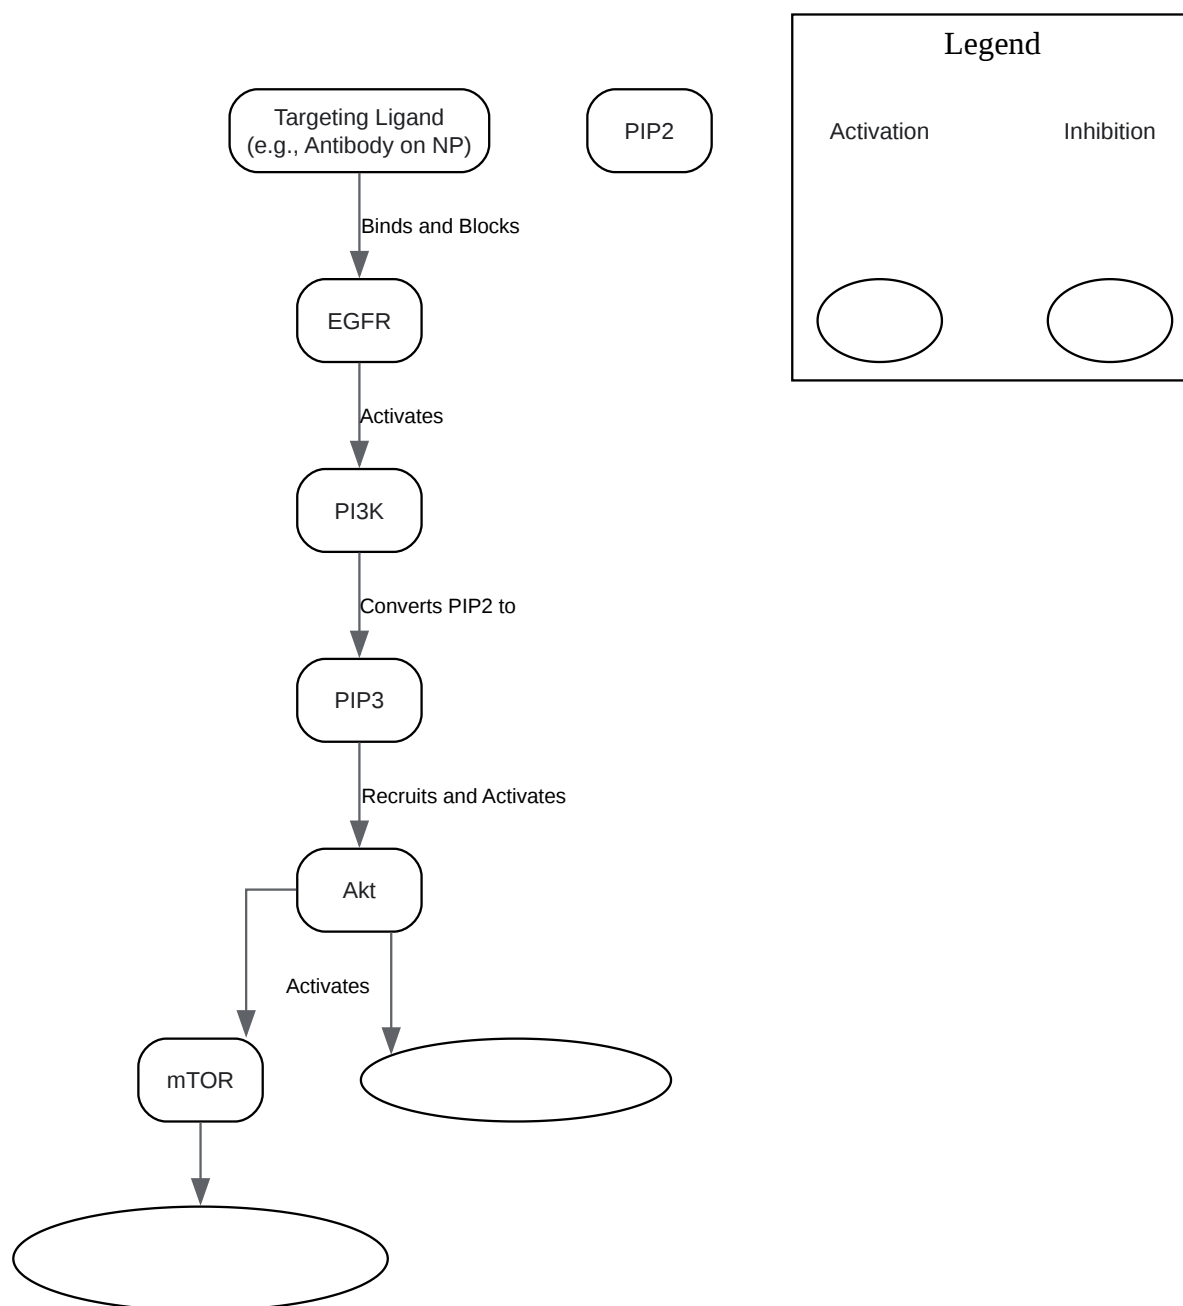 Legend
Targeting Ligand
(e.g., Antibody on NP)
PIP2
Activation
Inhibition
Binds and Blocks
EGFR
Activates
PI3K
Converts PIP2 to
PIP3
Recruits and Activates
Akt
Activates
mTOR